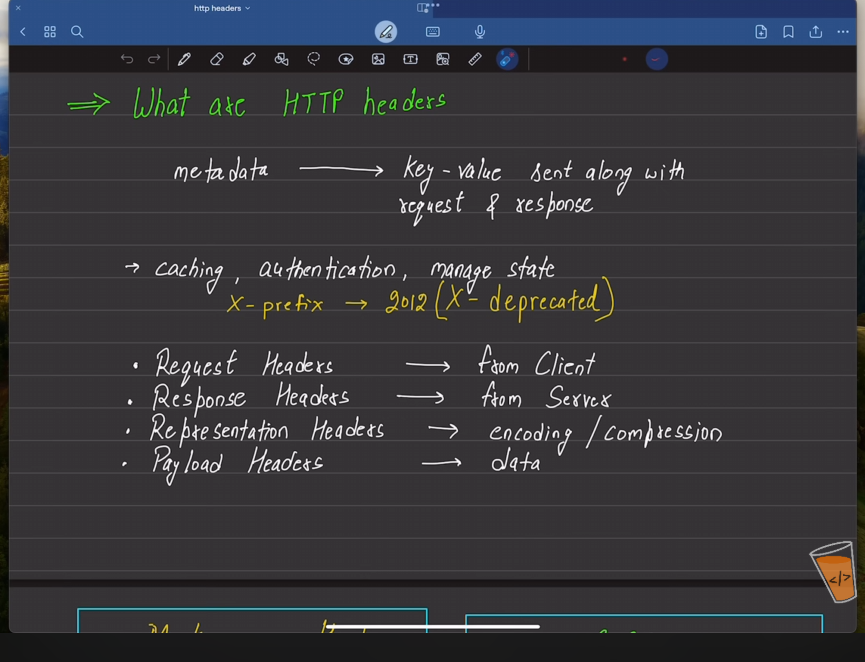 http headers
⇒ What are HTTP headers
metadata → Key-value sent along with
request & response
→ caching, authentication, manage state
X-prefix → 2012 (X- deprecated)
• Request Headers → from Client
• Response Headers → from Server
• Representation Headers → encoding / compression
• Payload Headers → data
</>